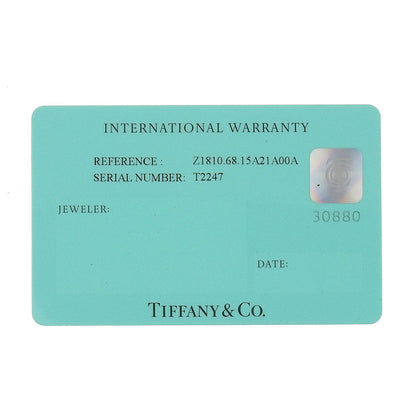 INTERNATIONAL WARRANTY
REFERENCE : Z1810.68.15A21A00A
SERIAL NUMBER: T2247
JEWELER:
30880
DATE:
TIFFANY & CO.